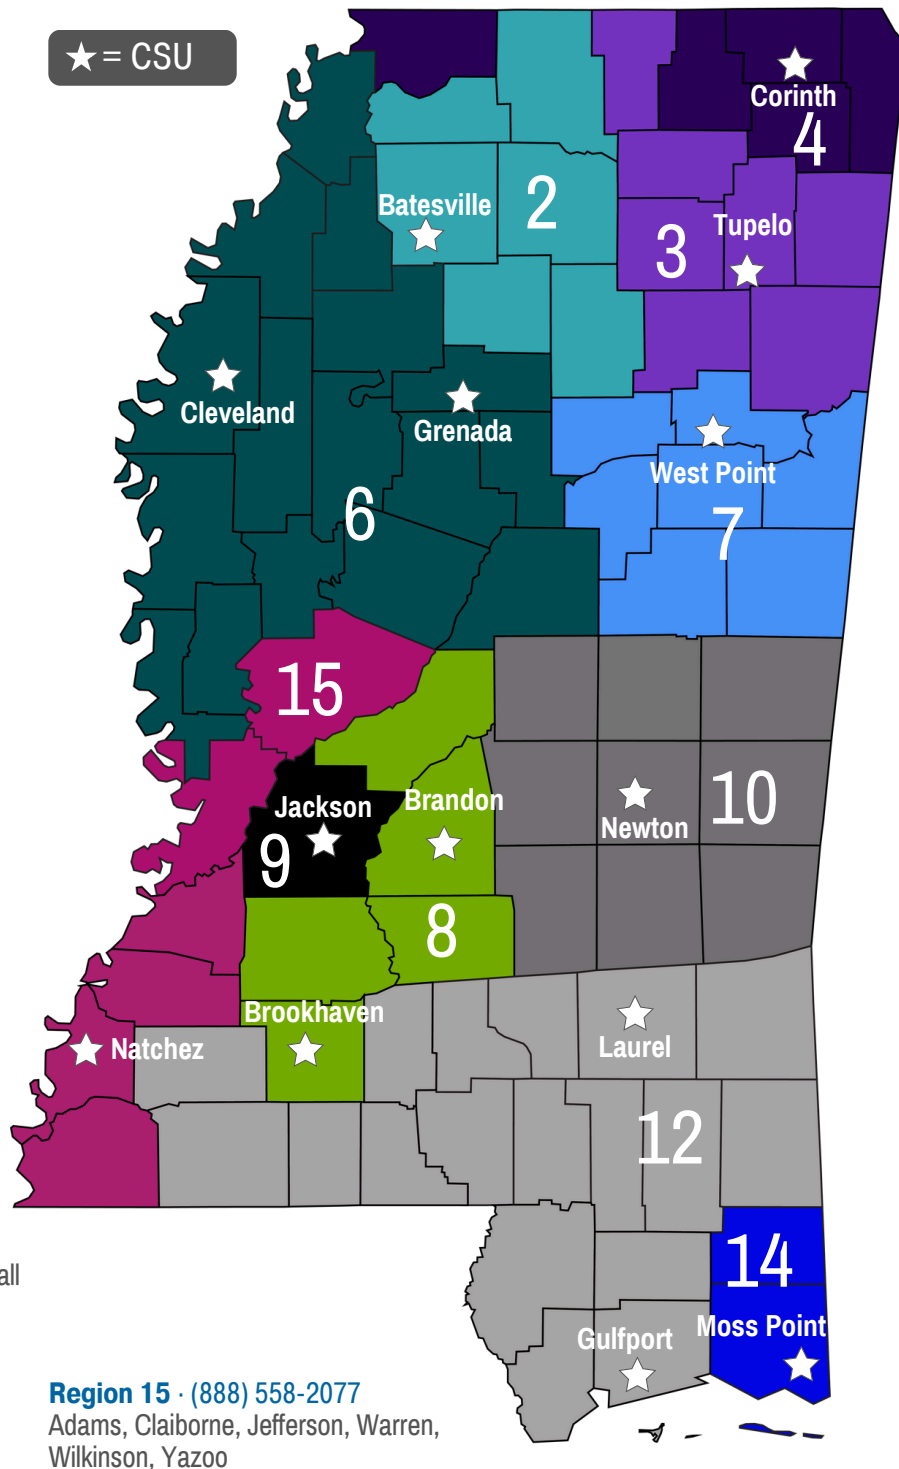 ★ = CSU
Corinth
4
Batesville
2
Tupelo
3
Cleveland
Grenada
West Point
6
7
15
Jackson
Brandon
10
Newton
9
8
Brookhaven
Laurel
Natchez
12
14
all
Moss Point
Gulfport
Region 15 · (888) 558-2077
Adams, Claiborne, Jefferson, Warren,
Wilkinson, Yazoo